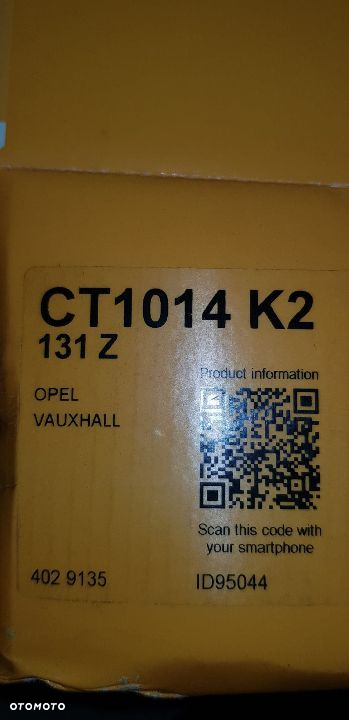 CT1014 K2
131 Z
Product information
OPEL
VAUXHALL
Scan this code with
your smartphone
402 9135
ID95044
OTOMOTO